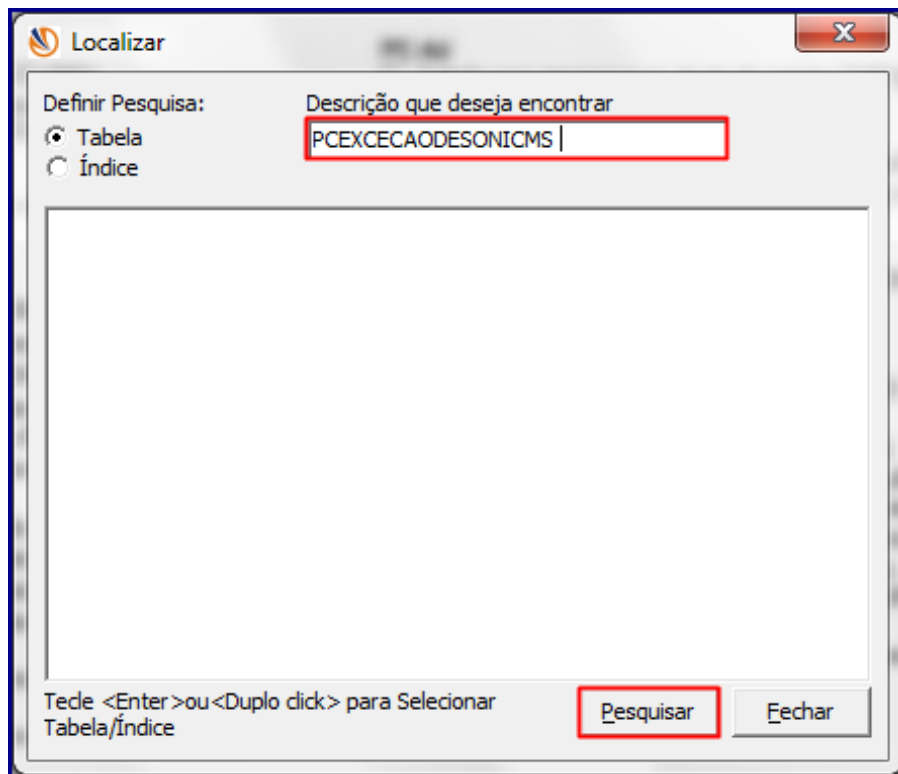 Localizar
Definir Pesquisa:
Descrição que deseja encontrar
Tabela
PCEXCECAODESONICMS
Índice
Tecle <Enter>ou<Duplo click> para Selecionar
Tabela/Índice
Pesquisar
Fechar